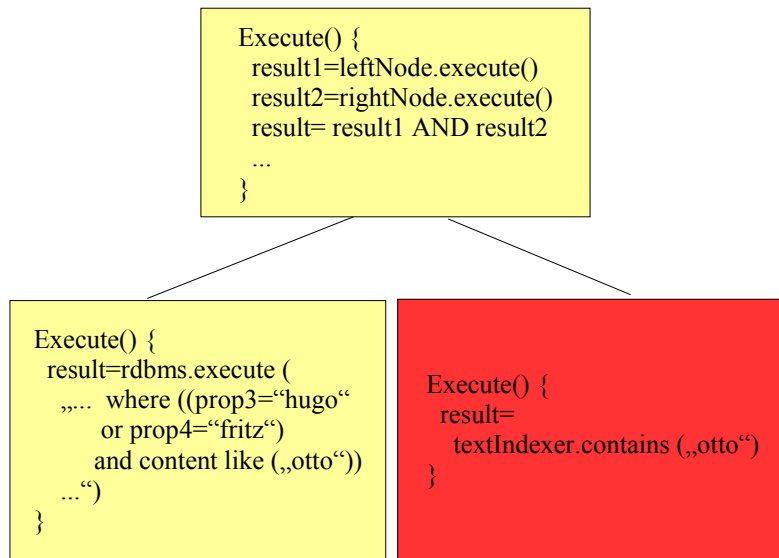 Execute() {
result1=leftNode.execute()
result2=rightNode.execute()
result= result1 AND result2
...
}
Execute() {
result=rdbms.execute (
„... where ((prop3=“hugo“
or prop4=“fritz“)
and content like („otto“))
...“)
}
Execute() {
result=
textIndexer.contains („otto“)
}